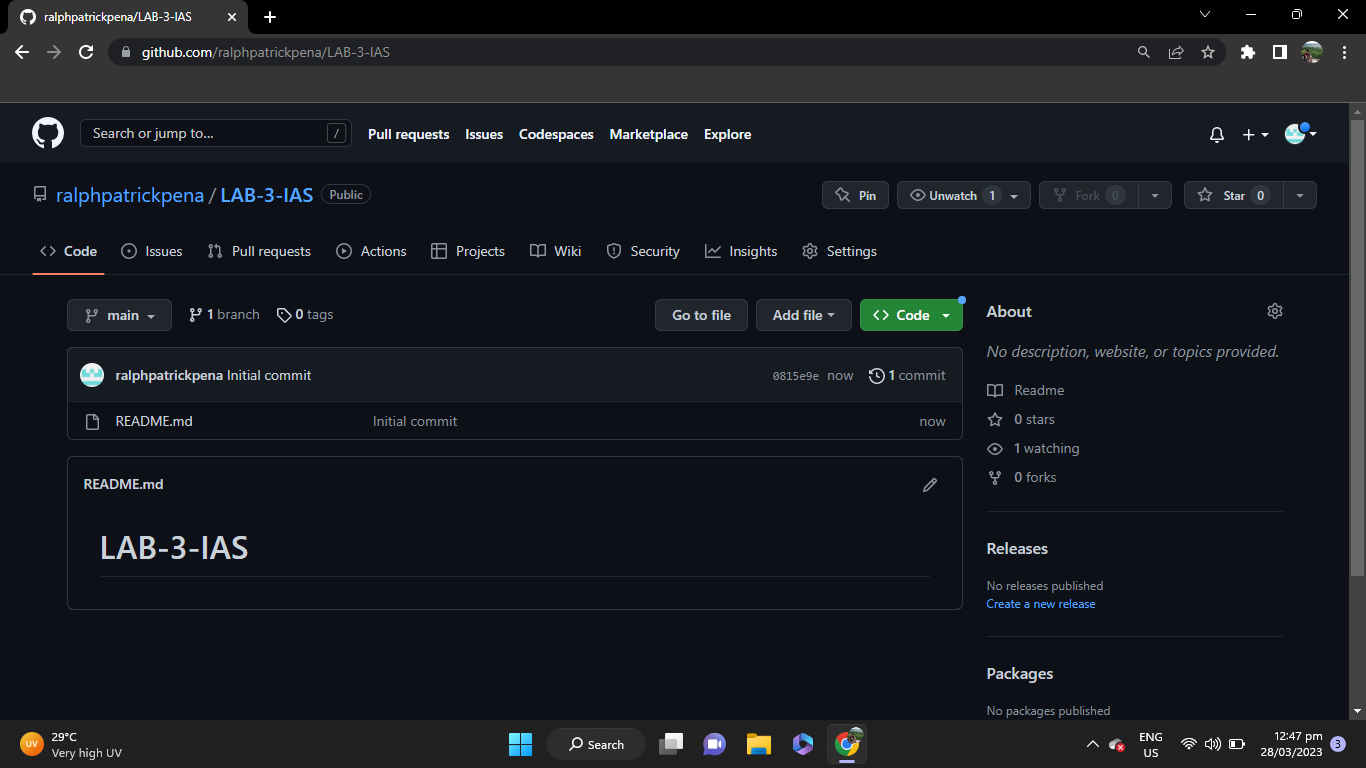 ralphpatrickpena/LAB-3-IAS
github.com/ralphpatrickpena/LAB-3-IAS
Search or jump to... /
Pull requests Issues Codespaces Marketplace Explore
ralphpatrickpena / LAB-3-IAS Public
Pin Unwatch 1 Fork 0 Star 0
Code Issues Pull requests Actions Projects Wiki Security Insights Settings
main 1 branch 0 tags Go to file Add file Code
ralphpatrickpena Initial commit 0815e9e now 1 commit
README.md Initial commit now
README.md
LAB-3-IAS
About
No description, website, or topics provided.
Readme
0 stars
1 watching
0 forks
Releases
No releases published
Create a new release
Packages
No packages published
UV 29°C
Very high UV
Search
ENG
US
12:47 pm
28/03/2023 3